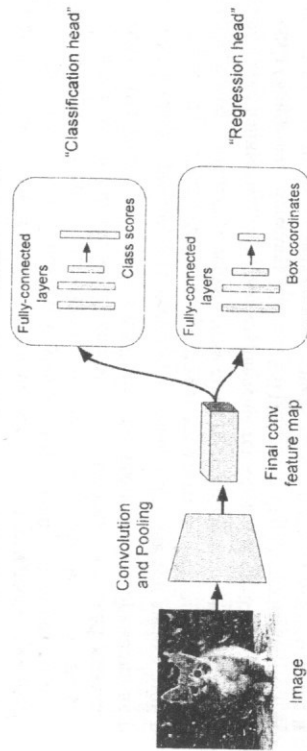 Image
Convolution
and Pooling
Final conv
feature map
Fully-connected
layers
Class scores
"Classification head"
Fully-connected
layers
Box coordinates
"Regression head"